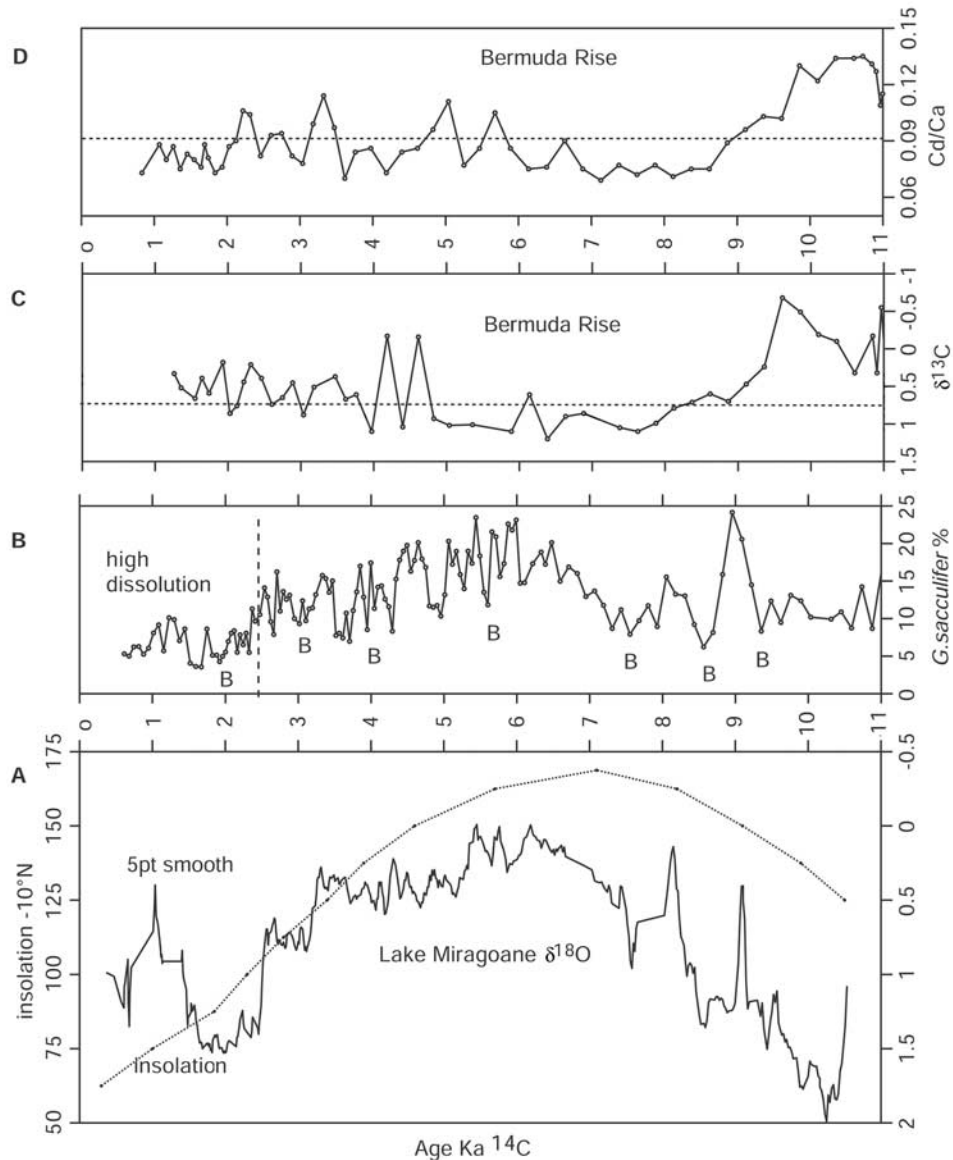 D
Bermuda Rise
0.15
0.12
0.09
0.06
Cd/Ca
0 1 2 3 4 5 6 7 8 9 10 11
C
Bermuda Rise
-1
-0.5
0
0.5
1
1.5
δ13C
B
high
dissolution
B B B B B B B
25
20
15
10
5
0
G.sacculifer %
0 1 2 3 4 5 6 7 8 9 10 11
A
175
150
125
100
75
50
insolation -10°N
5pt smooth
Lake Miragoane δ18O
Insolation
-0.5
0
0.5
1
1.5
2
Age Ka 14C